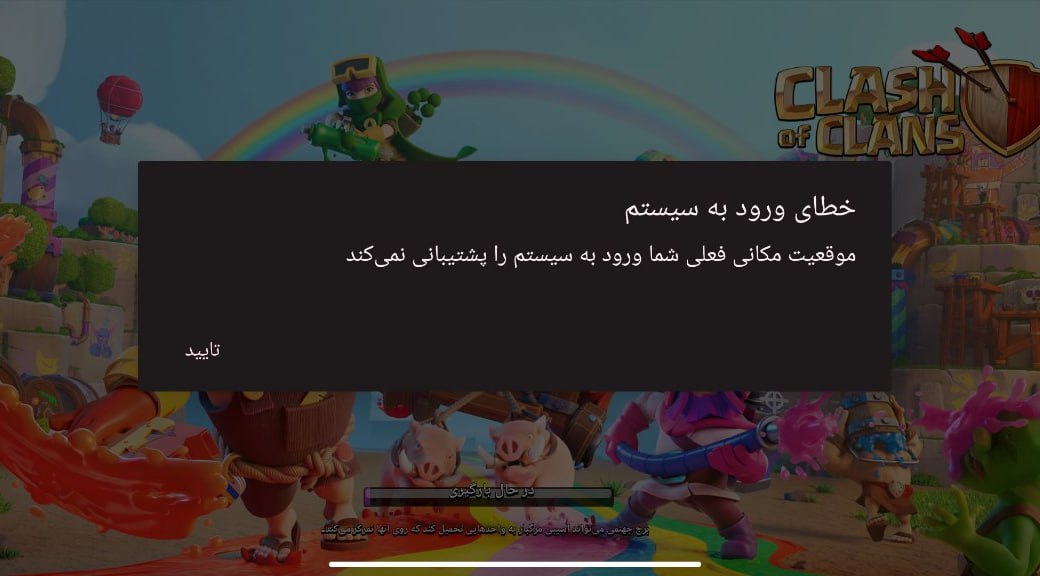 CLASH
OF CLANS
خطای ورود به سیستم
موقعیت مکانی فعلی شما ورود به سیستم را پشتیبانی نمی‌کند
تایید
در حال بارگیری
برج جهنمی می‌تواند آسیبی مرگبار به واحدهایی تحمیل کند که روی آنها تمرکز می‌کند.